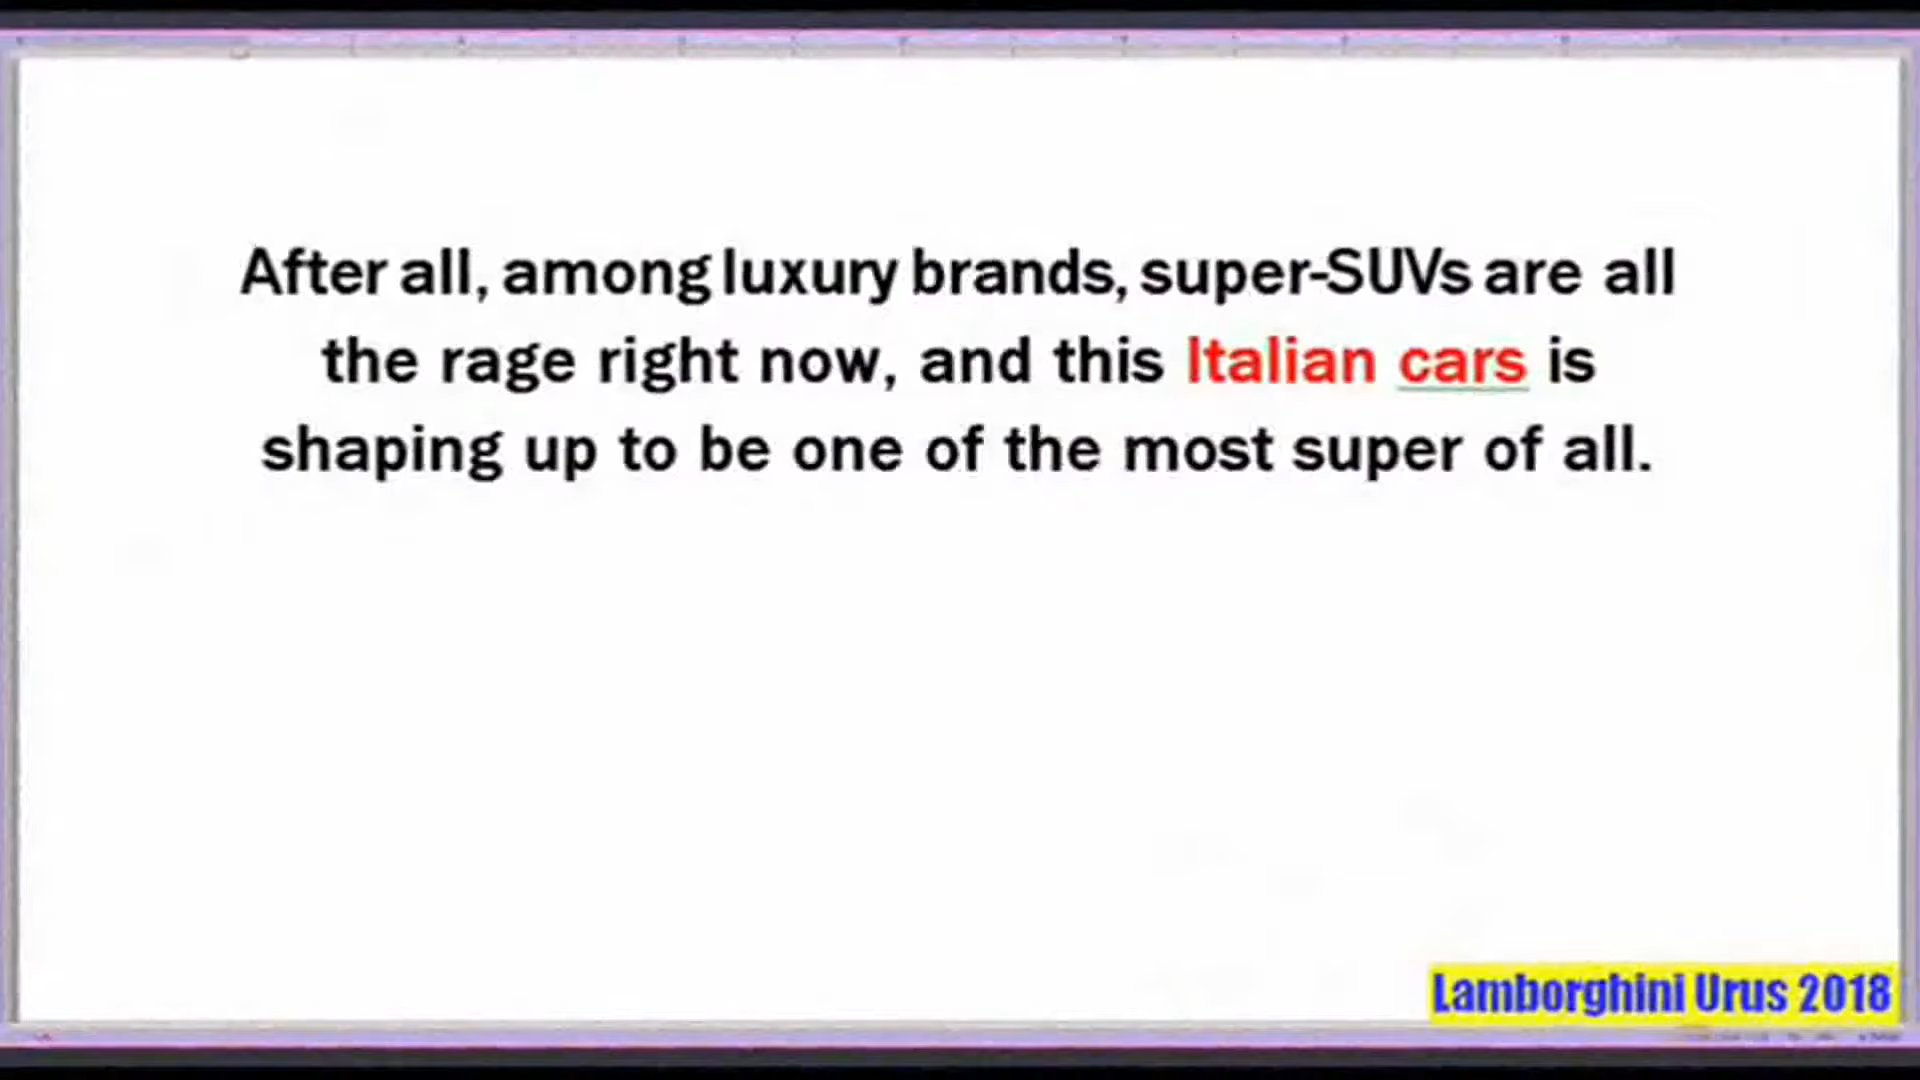 After all, among luxury brands, super-SUVs are all
the rage right now, and this Italian cars is
shaping up to be one of the most super of all.
Lamborghini Urus 2018